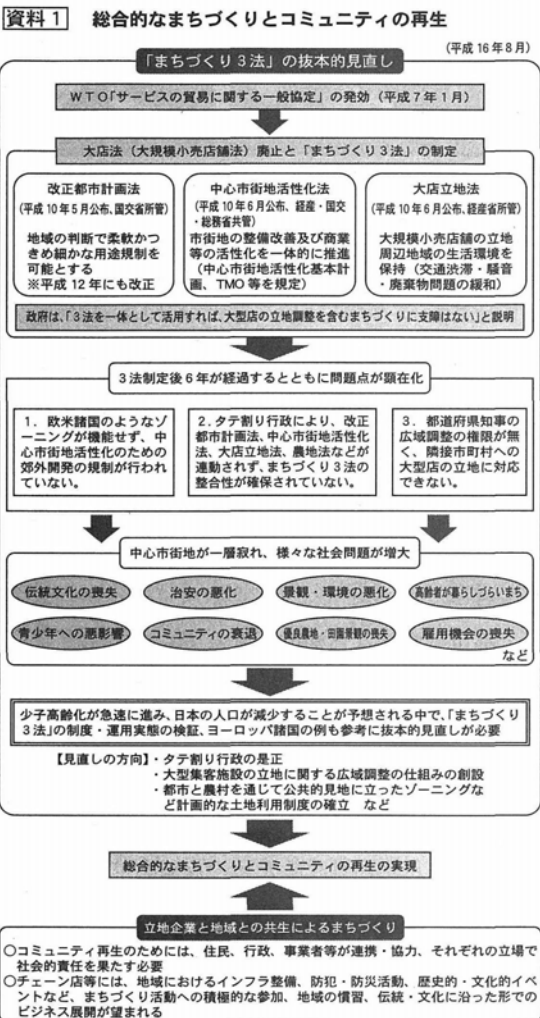 資料1 総合的なまちづくりとコミュニティの再生
(平成16年8月)
「まちづくり3法」の抜本的見直し
WTO「サービスの貿易に関する一般協定」の発効(平成7年1月)
大店法(大規模小売店舗法)廃止と「まちづくり3法」の制定
改正都市計画法
(平成10年5月公布、国交省所管)
地域の判断で柔軟かつ
きめ細かな用途規制を
可能とする
※平成12年にも改正
中心市街地活性化法
(平成10年6月公布、経産・国交
・総務省共管)
市街地の整備改善及び商業
等の活性化を一体的に推進
(中心市街地活性化基本計
画、TMO等を規定)
大店立地法
(平成10年6月公布、経産省所管)
大規模小売店舗の立地
周辺地域の生活環境を
保持(交通渋滞・騒音
・廃棄物問題の緩和)
政府は、「3法を一体として活用すれば、大型店の立地調整を含むまちづくりに支障はない」と説明
3法制定後6年が経過するとともに問題点が顕在化
1.欧米諸国のようなゾ
ーニングが機能せず、中
心市街地活性化のための
郊外開発の規制が行われ
ていない。
2.タテ割り行政により、改正
都市計画法、中心市街地活性化
法、大店立地法、農地法などが
連動されず、まちづくり3法の
整合性が確保されていない。
3.都道府県知事の
広域調整の権限が無
く、隣接市町村への
大型店の立地に対応
できない。
中心市街地が一層寂れ、様々な社会問題が増大
伝統文化の喪失
治安の悪化
景観・環境の悪化
高齢者が暮らしづらいまち
青少年への悪影響
コミュニティの衰退
優良農地・田園景観の喪失
雇用機会の喪失
など
少子高齢化が急速に進み、日本の人口が減少することが予想される中で、「まちづくり
3法」の制度・運用実態の検証、ヨーロッパ諸国の例も参考に抜本的見直しが必要
【見直しの方向】・タテ割り行政の是正
・大型集客施設の立地に関する広域調整の仕組みの創設
・都市と農村を通じて公共的見地に立ったゾーニングな
ど計画的な土地利用制度の確立 など
総合的なまちづくりとコミュニティの再生の実現
立地企業と地域との共生によるまちづくり
○コミュニティ再生のためには、住民、行政、事業者等が連携・協力、それぞれの立場で
社会的責任を果たす必要
○チェーン店等には、地域におけるインフラ整備、防犯・防災活動、歴史的・文化的イベ
ントなど、まちづくり活動への積極的な参加、地域の慣習、伝統・文化に沿った形での
ビジネス展開が望まれる